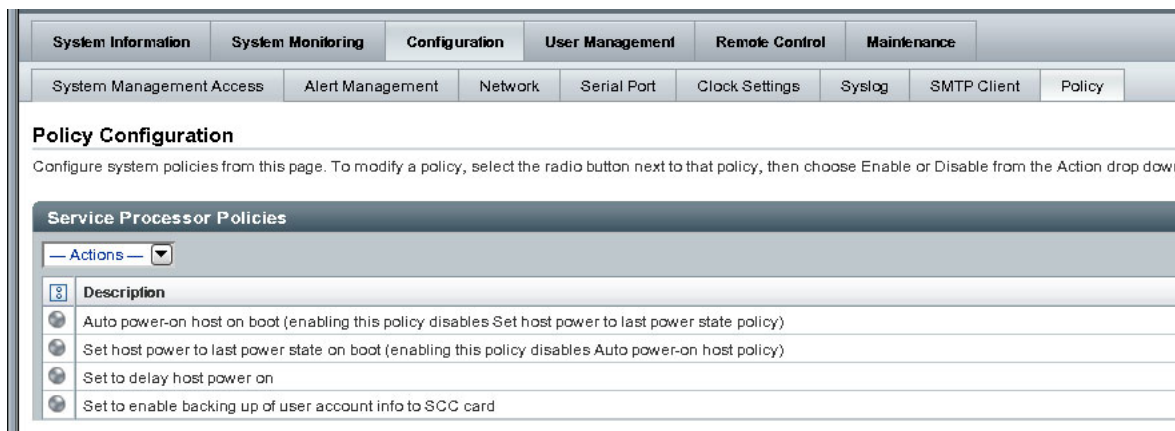 System Information System Monitoring Configuration User Management Remote Control Maintenance
System Management Access Alert Management Network Serial Port Clock Settings Syslog SMTP Client Policy
Policy Configuration
Configure system policies from this page. To modify a policy, select the radio button next to that policy, then choose Enable or Disable from the Action drop dow
Service Processor Policies
— Actions —
Description
Auto power-on host on boot (enabling this policy disables Set host power to last power state policy)
Set host power to last power state on boot (enabling this policy disables Auto power-on host policy)
Set to delay host power on
Set to enable backing up of user account info to SCC card